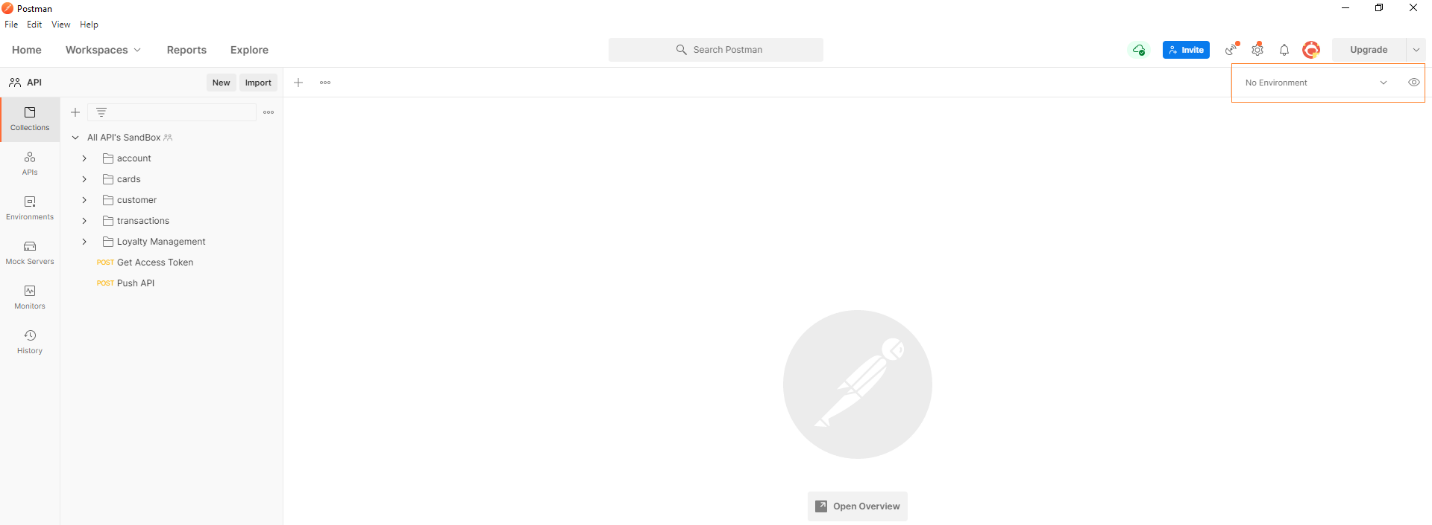 Postman
File Edit View Help
Home Workspaces Reports Explore Search Postman Invite Upgrade
API New Import No Environment
Collections
APIs
Environments
Mock Servers
Monitors
History
All API's SandBox
account
cards
customer
transactions
Loyalty Management
POST Get Access Token
POST Push API
Open Overview